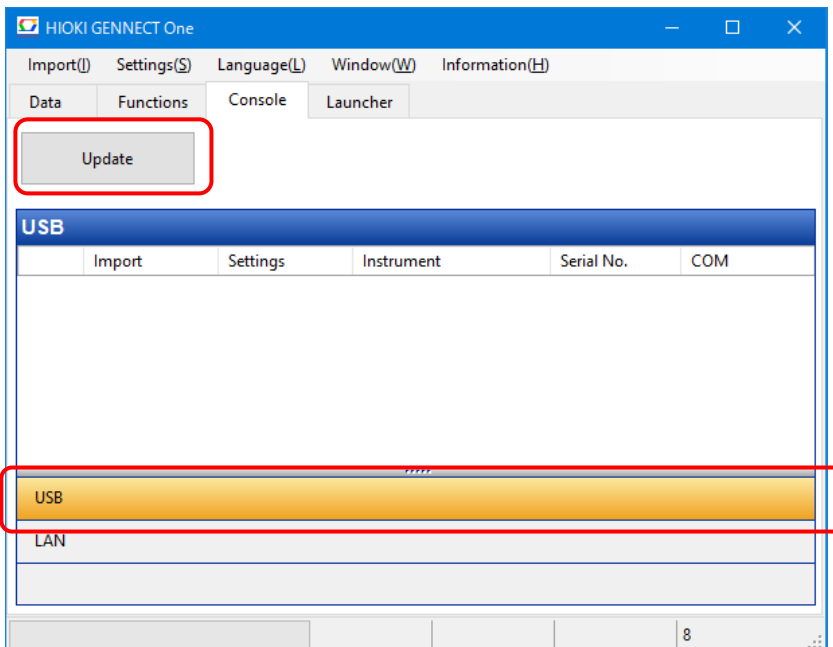 HIOKI GENNECT One
Import(I) Settings(S) Language(L) Window(W) Information(H)
Data Functions Console Launcher
Update
USB
Import Settings Instrument Serial No. COM
USB
LAN
8